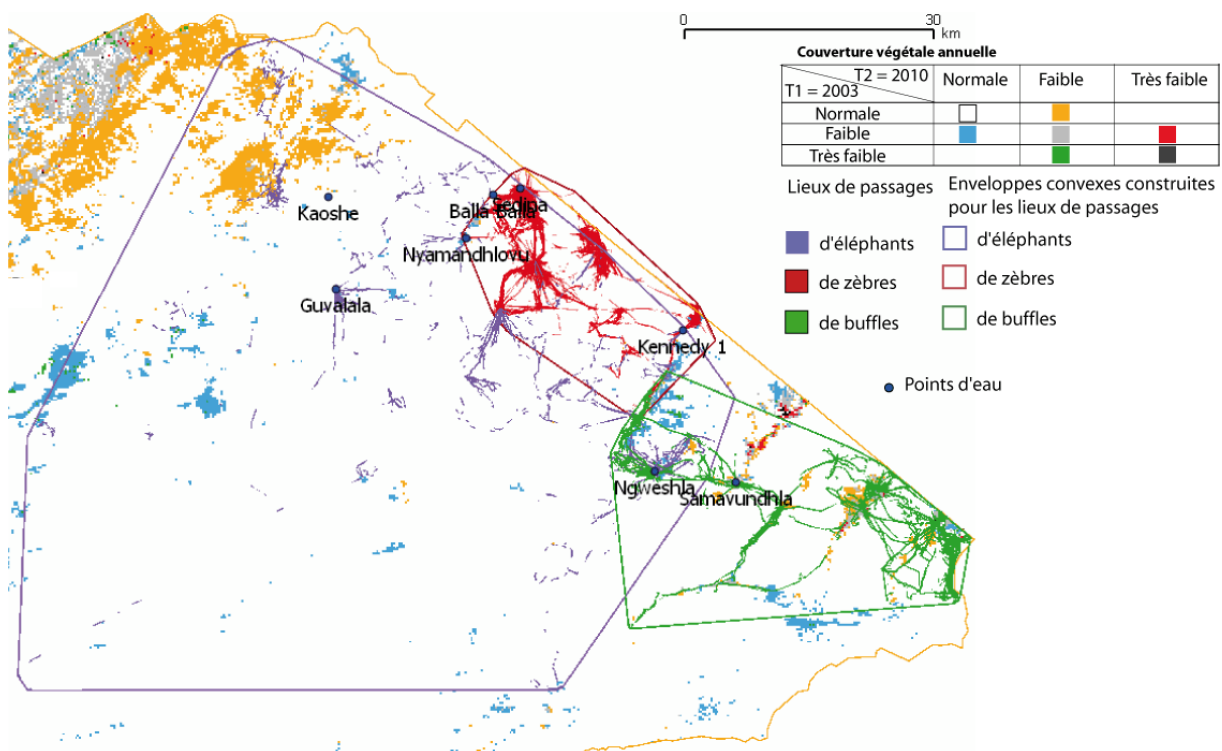 0 30
km
Couverture végétale annuelle
T2 = 2010 Normale Faible Très faible
T1 = 2003
Normale
Faible
Très faible
Lieux de passages
Enveloppes convexes construites
pour les lieux de passages
d'éléphants d'éléphants
de zèbres de zèbres
de buffles de buffles
Points d'eau
Kaoshe
Balla Balla
Sedina
Nyamandhlovu
Guvalala
Kennedy 1
Ngweshla
Samavundhla